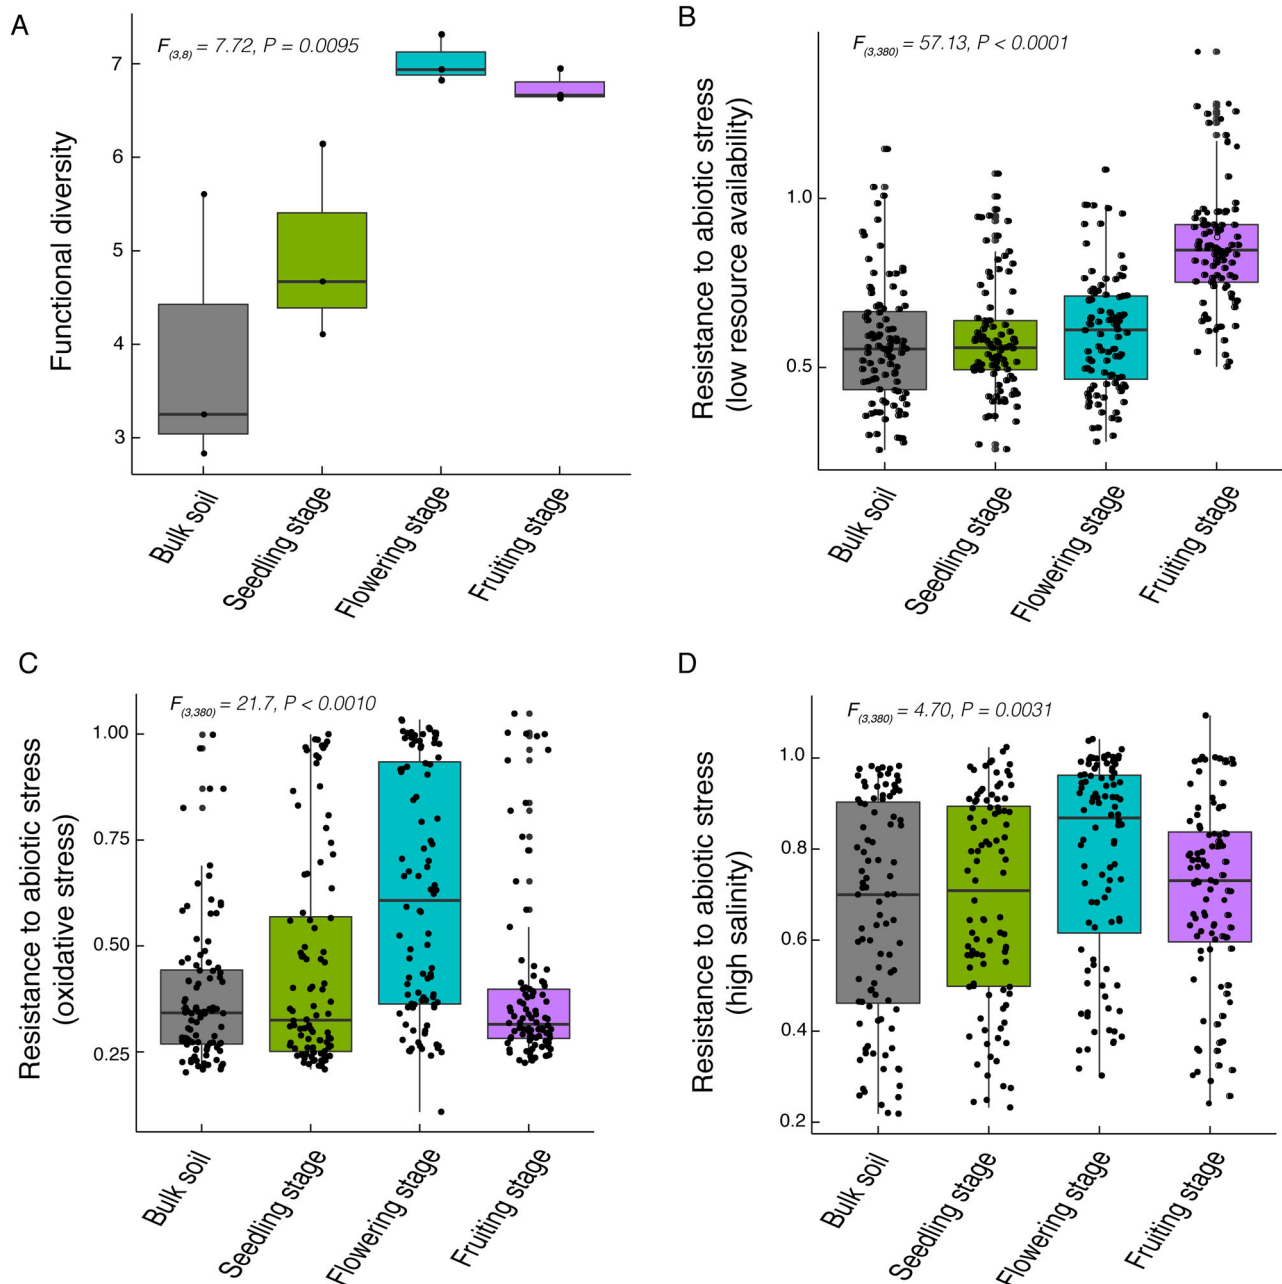 A
F(3,8) = 7.72, P = 0.0095
Functional diversity
7
6
5
4
3
Bulk soil
Seedling stage
Flowering stage
Fruiting stage
B
F(3,380) = 57.13, P < 0.0001
Resistance to abiotic stress
(low resource availability)
1.0
0.5
Bulk soil
Seedling stage
Flowering stage
Fruiting stage
C
F(3,380) = 21.7, P < 0.0010
Resistance to abiotic stress
(oxidative stress)
1.00
0.75
0.50
0.25
Bulk soil
Seedling stage
Flowering stage
Fruiting stage
D
F(3,380) = 4.70, P = 0.0031
Resistance to abiotic stress
(high salinity)
1.0
0.8
0.6
0.4
0.2
Bulk soil
Seedling stage
Flowering stage
Fruiting stage